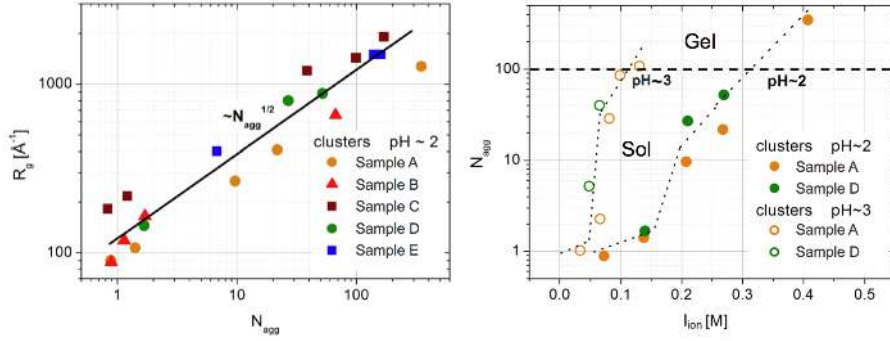 1000
100
R_g [Å⁻¹]
~N_agg^1/2
clusters pH ~ 2
Sample A
Sample B
Sample C
Sample D
Sample E
1
10
100
N_agg
1000
100
10
1
N_agg
Gel
pH~3
pH~2
Sol
clusters pH~2
Sample A
Sample D
clusters pH~3
Sample A
Sample D
0.0
0.1
0.2
0.3
0.4
0.5
I_ion [M]